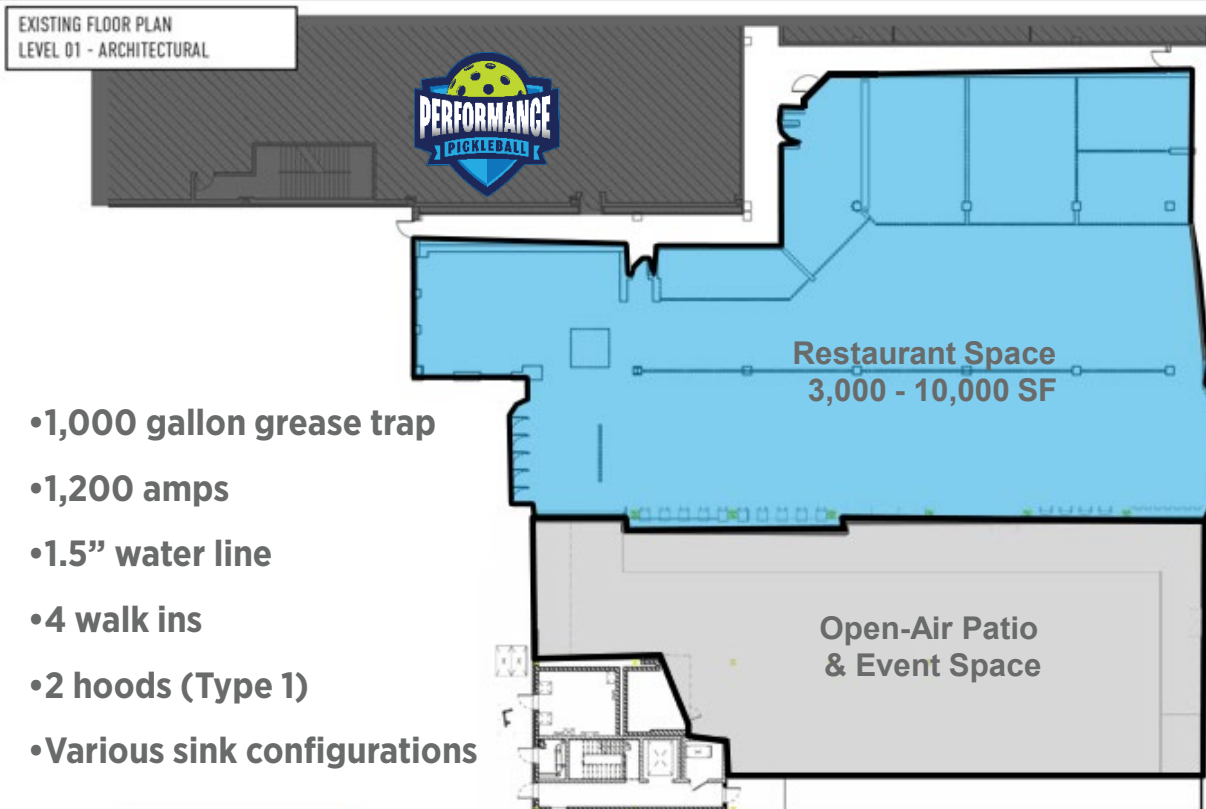 EXISTING FLOOR PLAN
LEVEL 01 - ARCHITECTURAL
PERFORMANCE
PICKLEBALL
Restaurant Space
3,000 - 10,000 SF
•1,000 gallon grease trap
•1,200 amps
•1.5” water line
•4 walk ins
•2 hoods (Type 1)
•Various sink configurations
Open-Air Patio
& Event Space